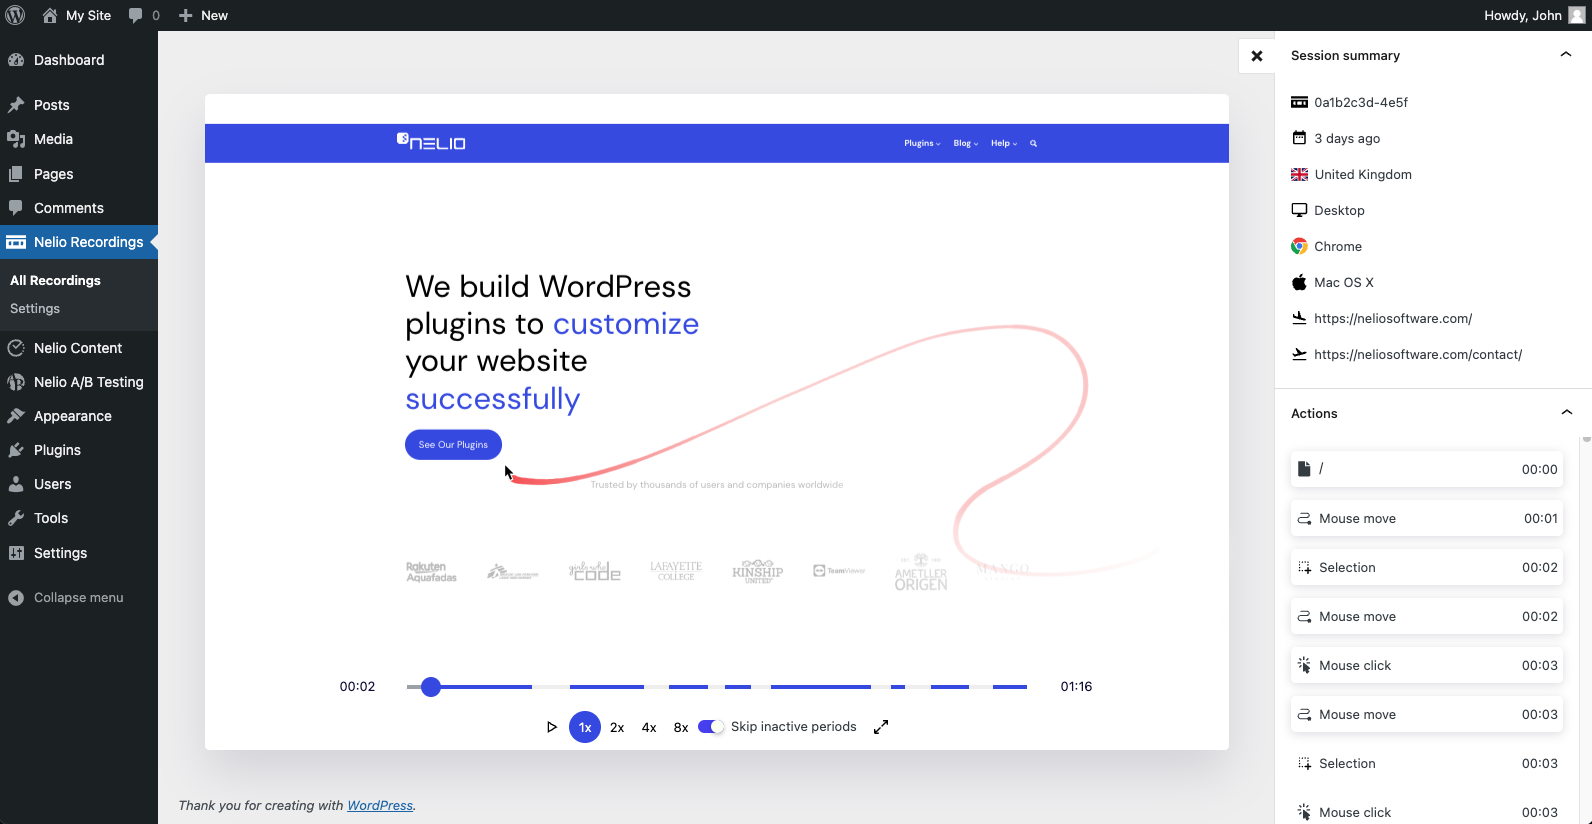 My Site
0
New
Howdy, John
Dashboard
Posts
Media
Pages
Comments
Nelio Recordings
All Recordings
Settings
Nelio Content
Nelio A/B Testing
Appearance
Plugins
Users
Tools
Settings
Collapse menu
NELIO
Plugins
Blog
Help
We build WordPress
plugins to customize
your website
successfully
See Our Plugins
Trusted by thousands of users and companies worldwide
Rakuten
Aquafadas
girls who
CODE
LAFAYETTE
COLLEGE
KINSHIP
UNITED
TeamViewer
AMETLLER
ORIGEN
MANGO
00:02
01:16
1x
2x
4x
8x
Skip inactive periods
Thank you for creating with WordPress.
Session summary
0a1b2c3d-4e5f
3 days ago
United Kingdom
Desktop
Chrome
Mac OS X
https://neliosoftware.com/
https://neliosoftware.com/contact/
Actions
/ 00:00
Mouse move 00:01
Selection 00:02
Mouse move 00:02
Mouse click 00:03
Mouse move 00:03
Selection 00:03
Mouse click 00:03